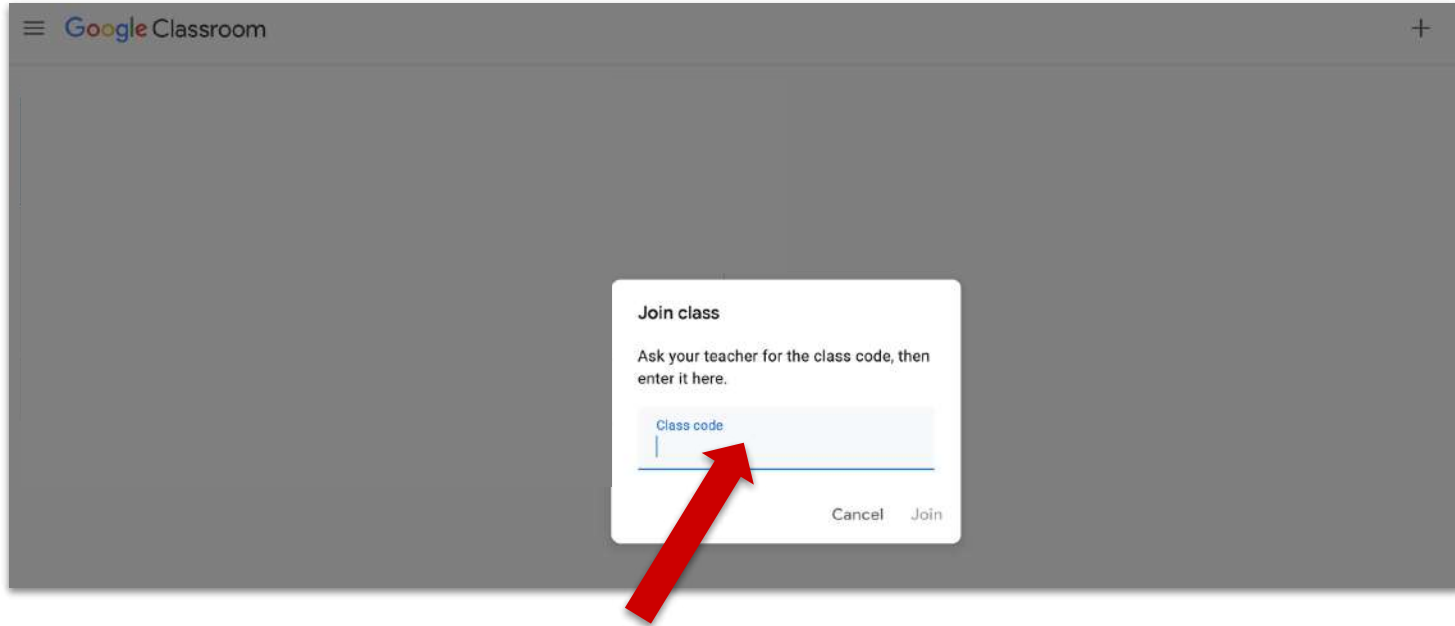 Google Classroom
Join class
Ask your teacher for the class code, then
enter it here.
Class code
Cancel Join